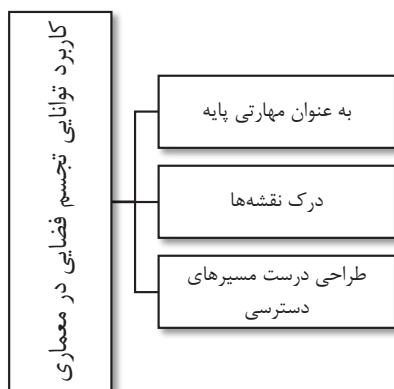 کاربرد توانایی تجسم فضایی در معماری
به عنوان مهارتی پایه
درک نقشه‌ها
طراحی درست مسیرهای
دسترسی